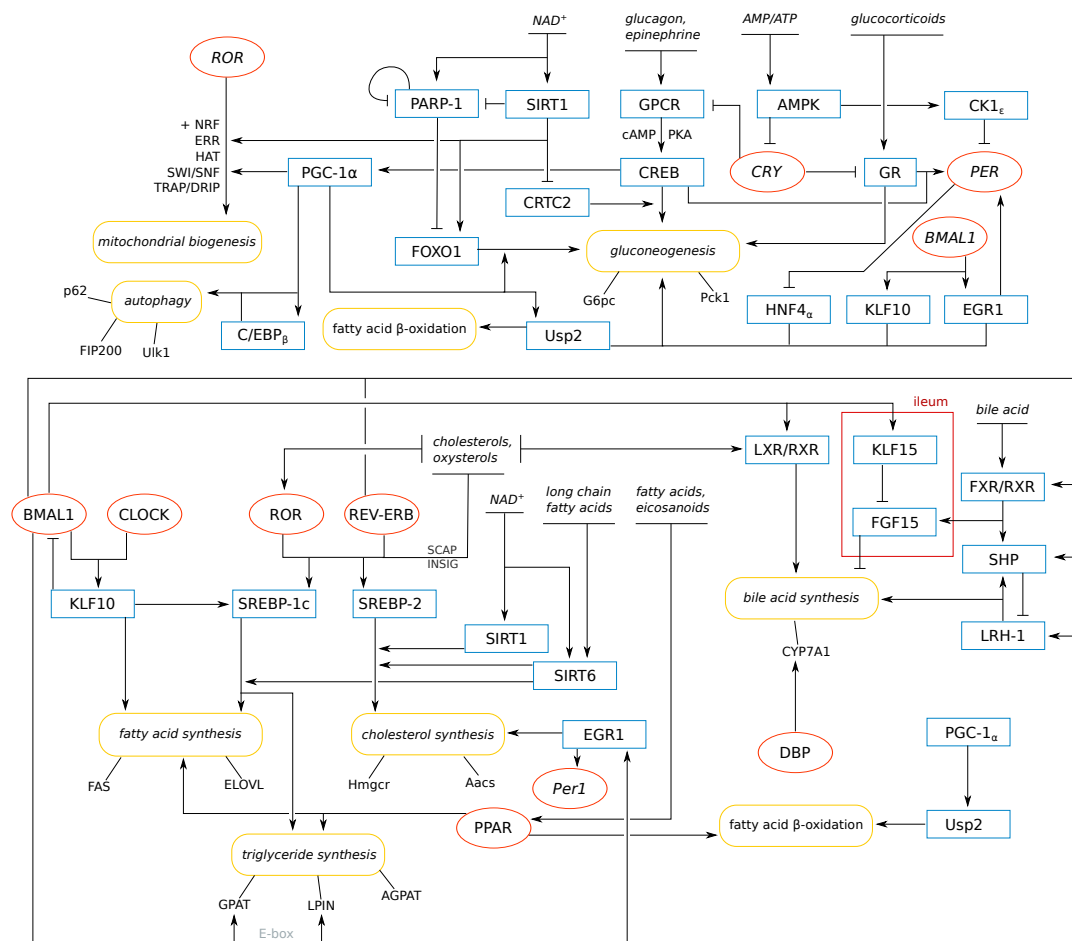 NAD⁺
glucagon,
epinephrine
AMP/ATP
glucocorticoids
ROR
PARP-1
SIRT1
GPCR
AMPK
CK1ε
+ NRF
ERR
HAT
SWI/SNF
TRAP/DRIP
cAMP PKA
PGC-1α
CREB
CRY
GR
PER
CRTC2
mitochondrial biogenesis
FOXO1
gluconeogenesis
BMAL1
p62
autophagy
G6pc
Pck1
HNF4α
KLF10
EGR1
C/EBPβ
fatty acid β-oxidation
Usp2
FIP200
Ulk1
ileum
bile acid
cholesterols,
oxysterols
LXR/RXR
KLF15
FXR/RXR
NAD⁺
long chain
fatty acids
fatty acids,
eicosanoids
BMAL1
CLOCK
ROR
REV-ERB
FGF15
SCAP
INSIG
SHP
KLF10
SREBP-1c
SREBP-2
bile acid synthesis
SIRT1
LRH-1
CYP7A1
SIRT6
fatty acid synthesis
cholesterol synthesis
EGR1
PGC-1α
DBP
FAS
ELOVL
Hmgcr
Aacs
Per1
PPAR
fatty acid β-oxidation
Usp2
triglyceride synthesis
GPAT
LPIN
AGPAT
E-box